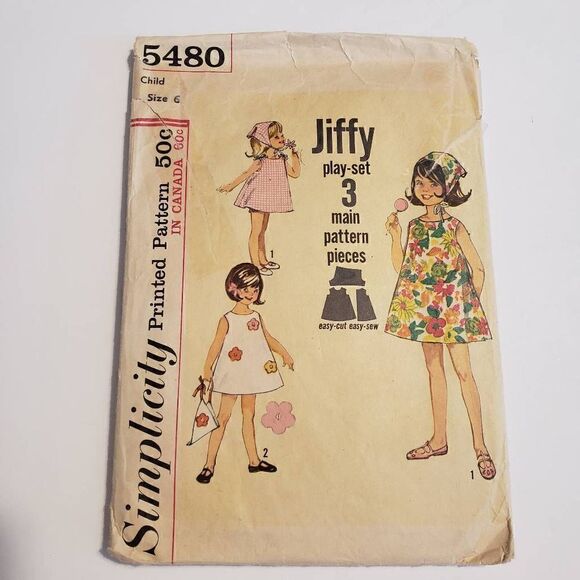 5480
Child
Size 6
Simplicity
Printed Pattern 50c
IN CANADA 60c
Jiffy
play-set
3
main
pattern
pieces
easy-cut easy-sew
1
2
1